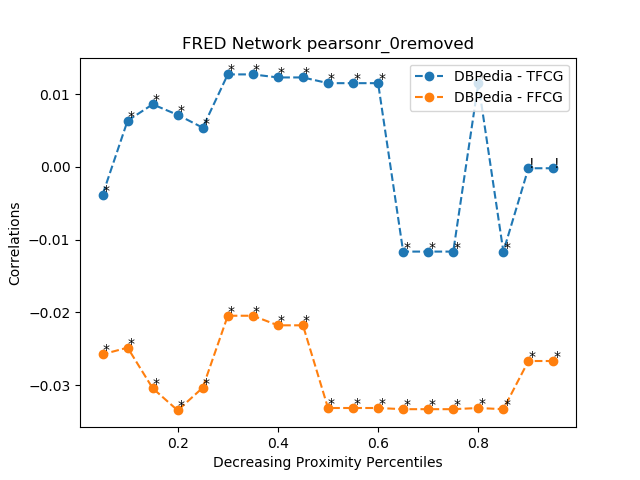 FRED Network pearsonr_0removed
DBPedia - TFCG
DBPedia - FFCG
0.01
0.00
−0.01
−0.02
−0.03
Correlations
0.2 0.4 0.6 0.8
Decreasing Proximity Percentiles